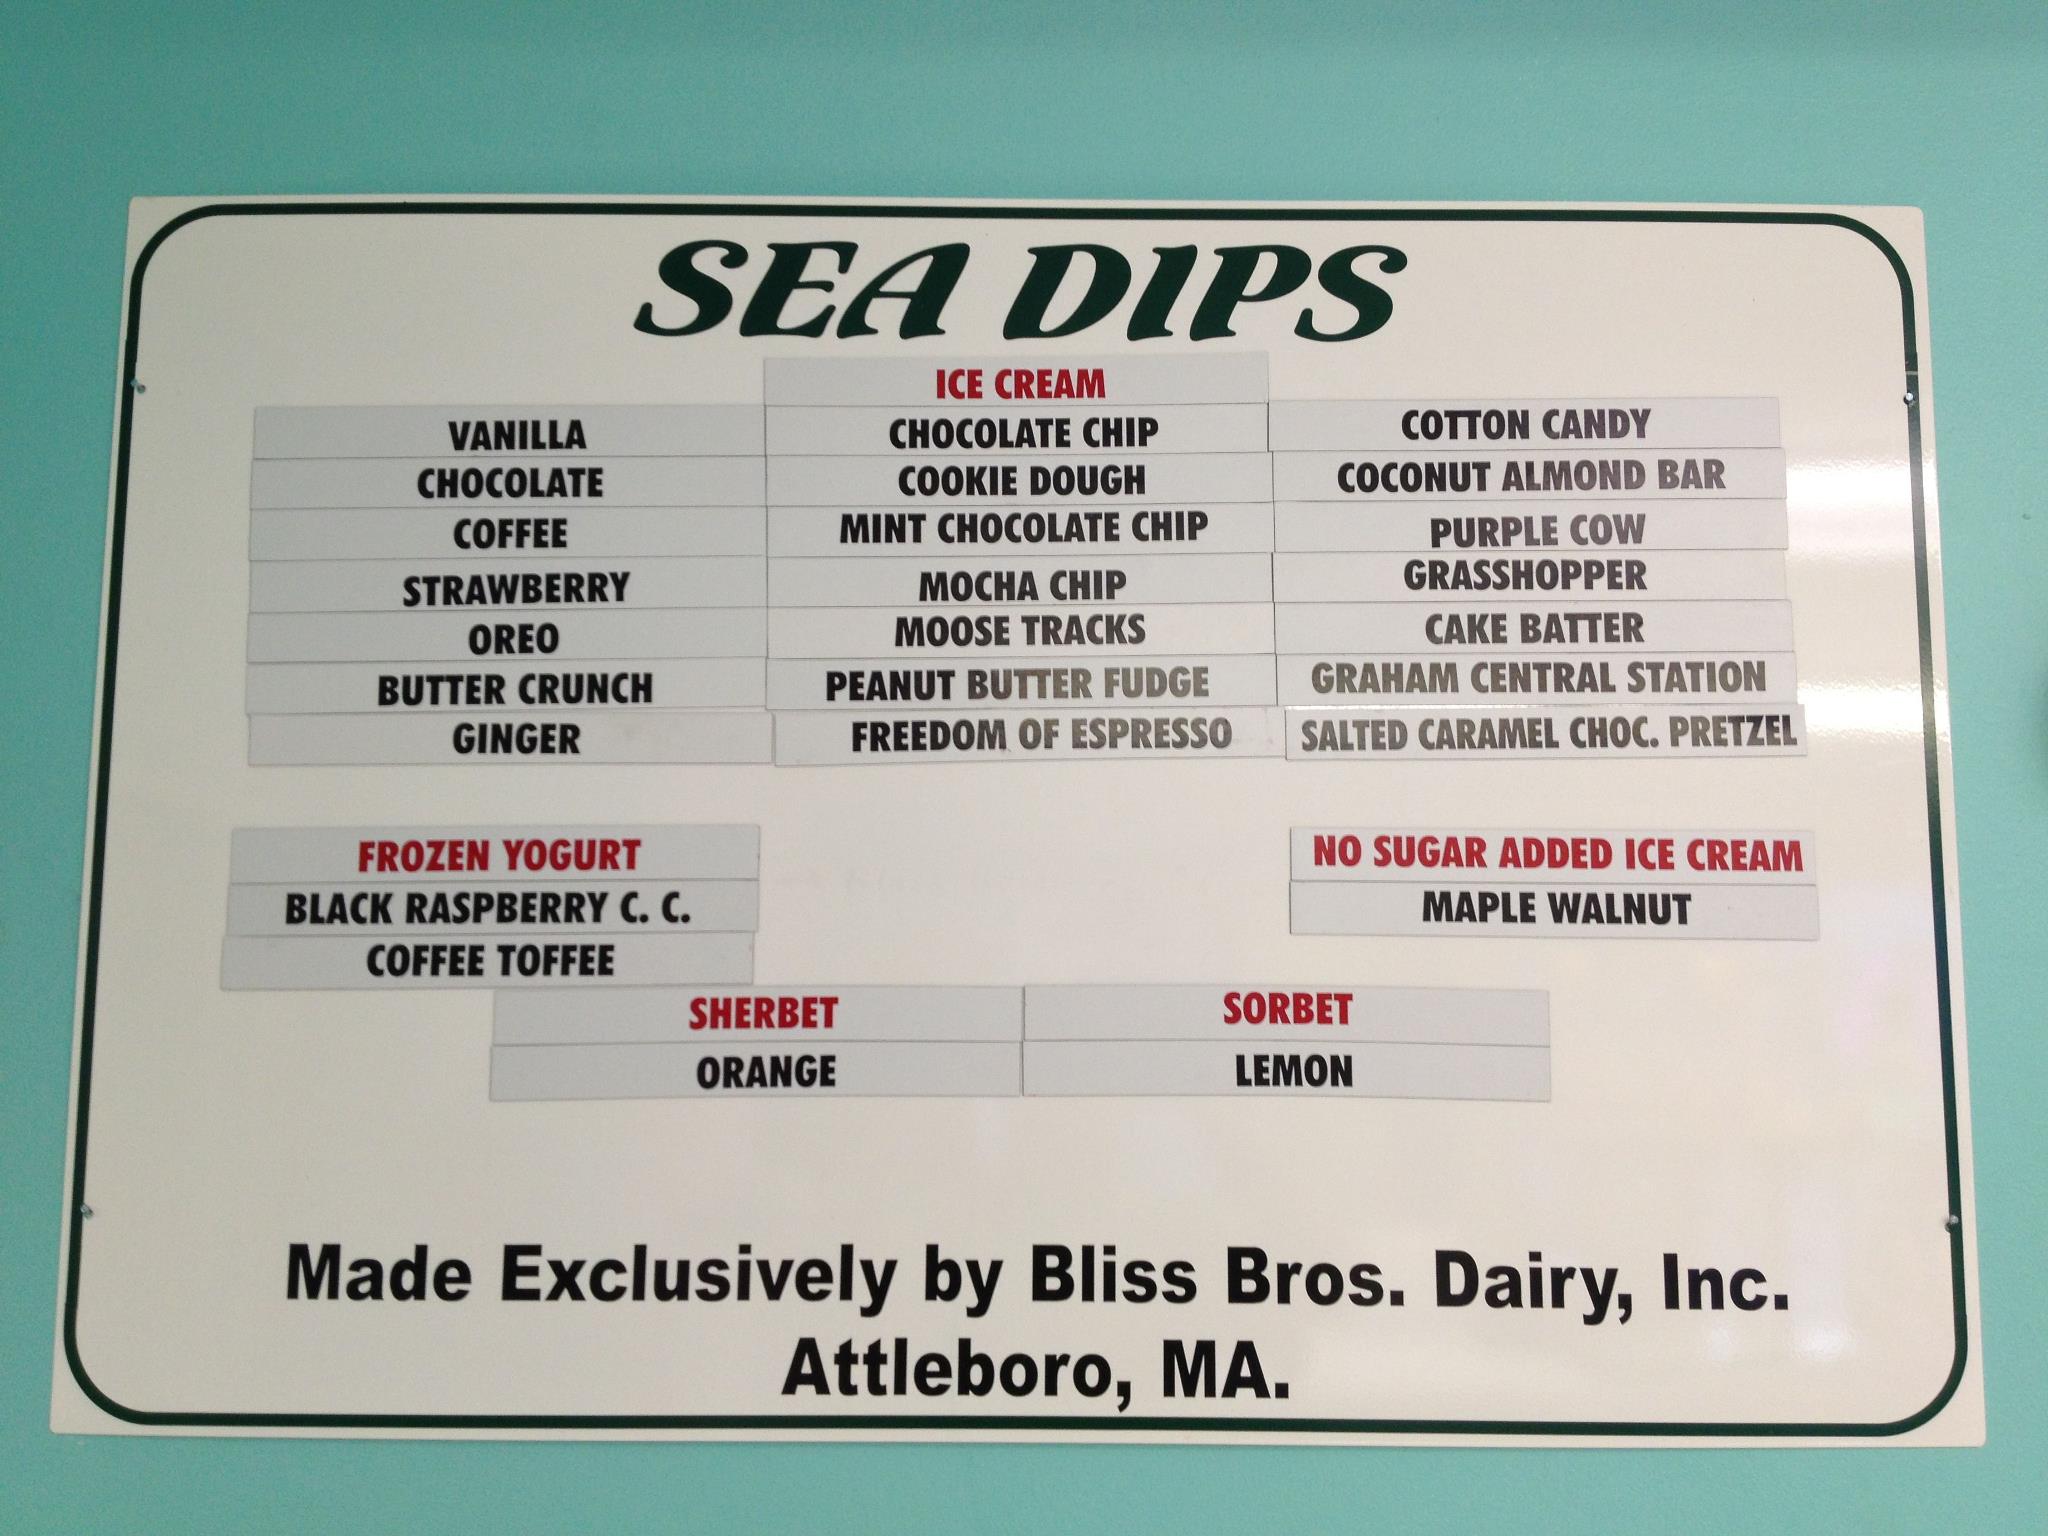 SEA DIPS
ICE CREAM
VANILLA
CHOCOLATE
COFFEE
STRAWBERRY
OREO
BUTTER CRUNCH
GINGER
CHOCOLATE CHIP
COOKIE DOUGH
MINT CHOCOLATE CHIP
MOCHA CHIP
MOOSE TRACKS
PEANUT BUTTER FUDGE
FREEDOM OF ESPRESSO
COTTON CANDY
COCONUT ALMOND BAR
PURPLE COW
GRASSHOPPER
CAKE BATTER
GRAHAM CENTRAL STATION
SALTED CARAMEL CHOC. PRETZEL
FROZEN YOGURT
BLACK RASPBERRY C. C.
COFFEE TOFFEE
NO SUGAR ADDED ICE CREAM
MAPLE WALNUT
SHERBET
ORANGE
SORBET
LEMON
Made Exclusively by Bliss Bros. Dairy, Inc.
Attleboro, MA.